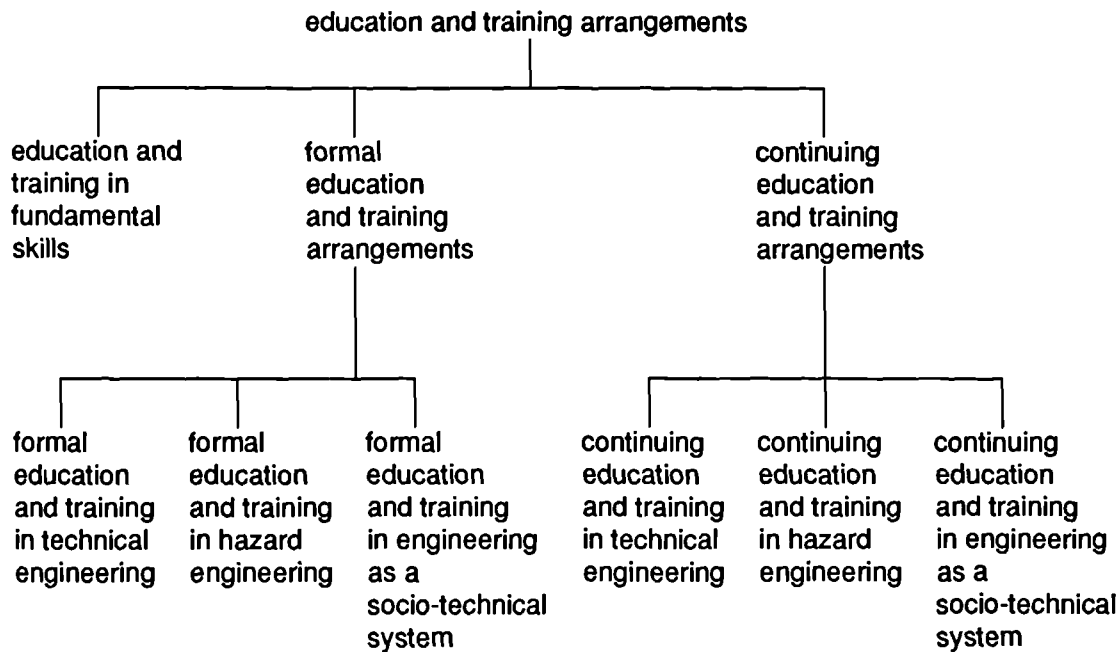 education and training arrangements
education and
training in
fundamental
skills
formal
education
and training
arrangements
continuing
education
and training
arrangements
formal
education
and training
in technical
engineering
formal
education
and training
in hazard
engineering
formal
education
and training
in engineering
as a
socio-technical
system
continuing
education
and training
in technical
engineering
continuing
education
and training
in hazard
engineering
continuing
education
and training
in engineering
as a
socio-technical
system